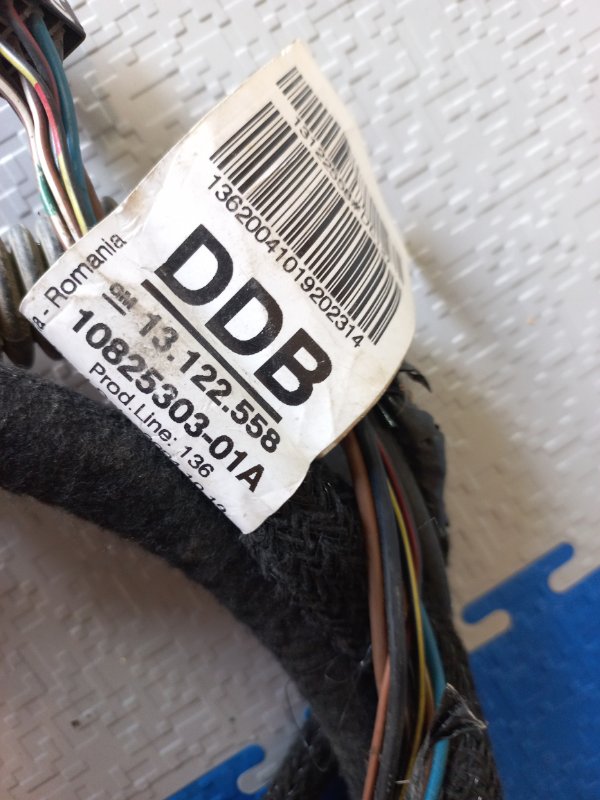 13620041019202314
DDB
- Romania
GM 13.122.558
10825303-01A
Prod.Line: 136